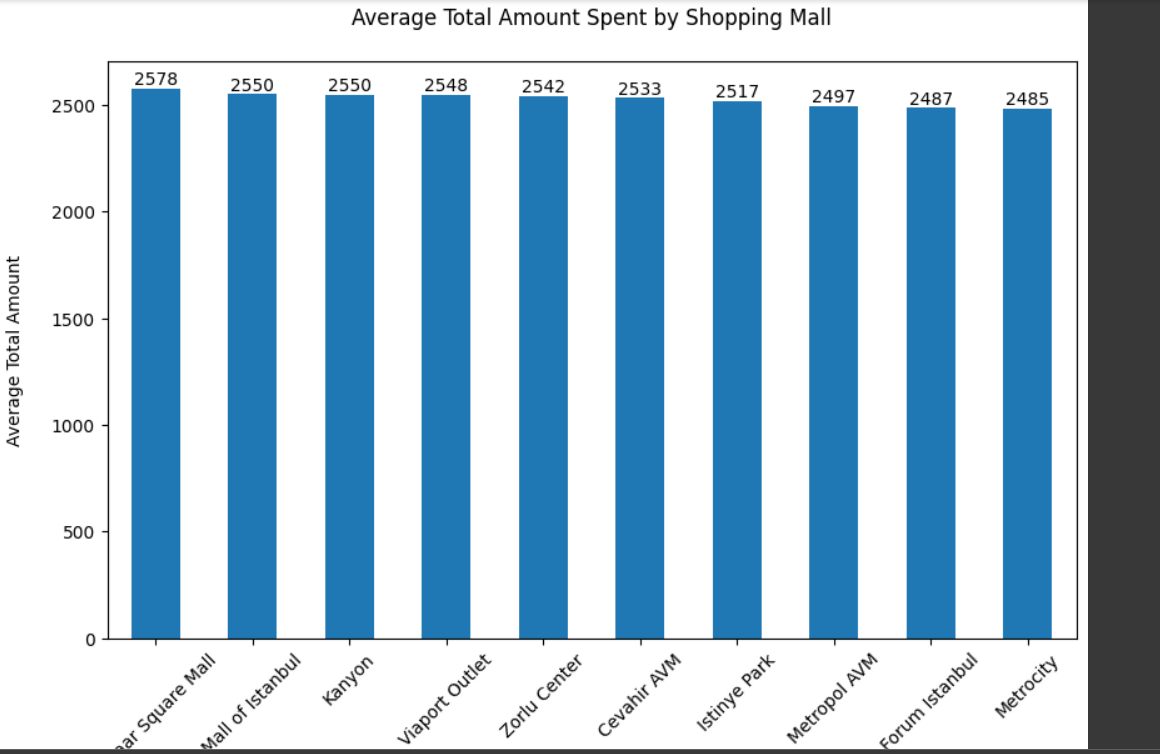 Average Total Amount Spent by Shopping Mall
Average Total Amount
2500
2000
1500
1000
500
0
2578
2550
2550
2548
2542
2533
2517
2497
2487
2485
Square Mall
Mall of Istanbul
Kanyon
Viaport Outlet
Zorlu Center
Cevahir AVM
Istinye Park
Metropol AVM
Forum Istanbul
Metrocity